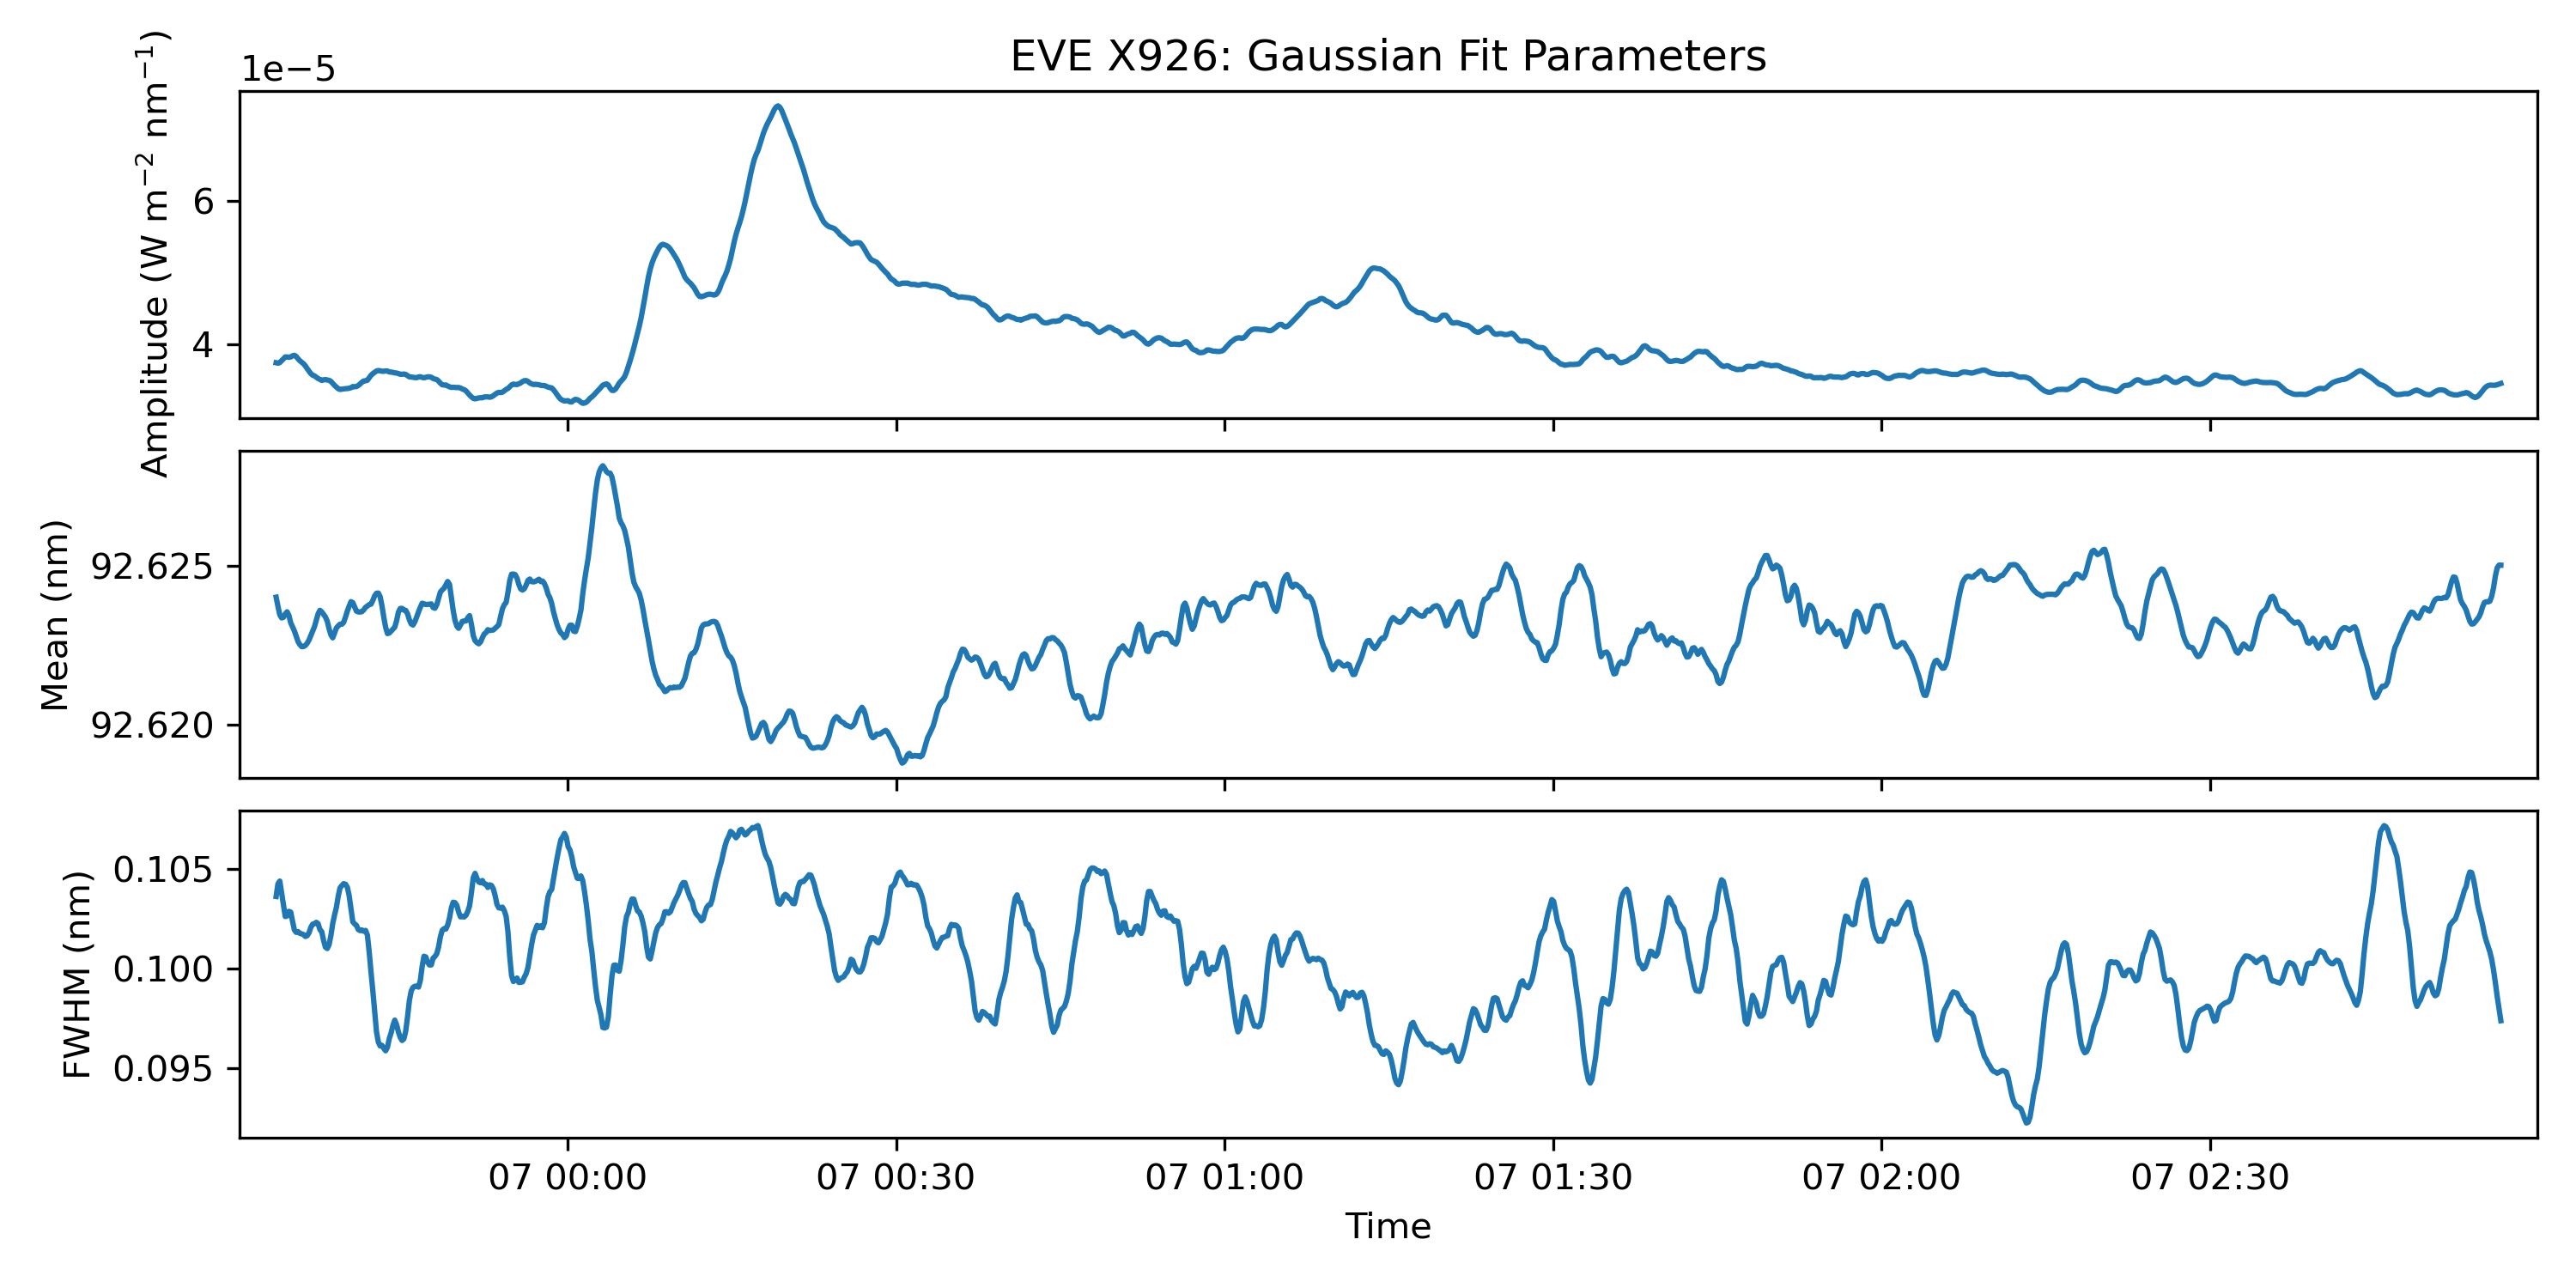 EVE X926: Gaussian Fit Parameters
1e−5
Amplitude (W m⁻² nm⁻¹)
6
4
Mean (nm)
92.625
92.620
FWHM (nm)
0.105
0.100
0.095
07 00:00 07 00:30 07 01:00 07 01:30 07 02:00 07 02:30
Time